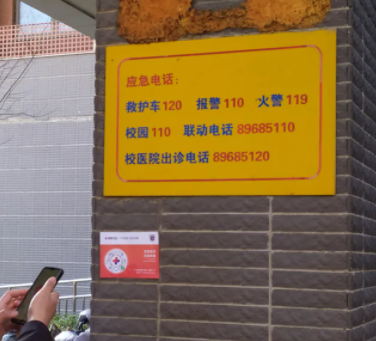 应急电话：
救护车 120 报警 110 火警 119
校园 110 联动电话 89685110
校医院出诊电话 89685120